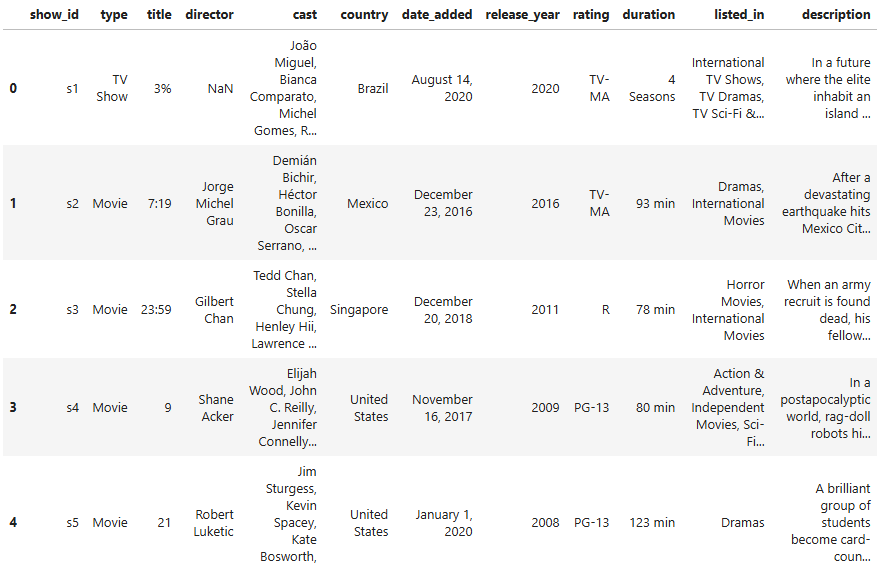 show_id type title director cast country date_added release_year rating duration listed_in description
0 s1 TV Show 3% NaN João Miguel, Bianca Comparato, Michel Gomes, R... Brazil August 14, 2020 2020 TV-MA 4 Seasons International TV Shows, TV Dramas, TV Sci-Fi &... In a future where the elite inhabit an island ...
1 s2 Movie 7:19 Jorge Michel Grau Demián Bichir, Héctor Bonilla, Oscar Serrano, ... Mexico December 23, 2016 2016 TV-MA 93 min Dramas, International Movies After a devastating earthquake hits Mexico Cit...
2 s3 Movie 23:59 Gilbert Chan Tedd Chan, Stella Chung, Henley Hii, Lawrence ... Singapore December 20, 2018 2011 R 78 min Horror Movies, International Movies When an army recruit is found dead, his fellow...
3 s4 Movie 9 Shane Acker Elijah Wood, John C. Reilly, Jennifer Connelly... United States November 16, 2017 2009 PG-13 80 min Action & Adventure, Independent Movies, Sci-Fi... In a postapocalyptic world, rag-doll robots hi...
4 s5 Movie 21 Robert Luketic Jim Sturgess, Kevin Spacey, Kate Bosworth, United States January 1, 2020 2008 PG-13 123 min Dramas A brilliant group of students become card-coun...